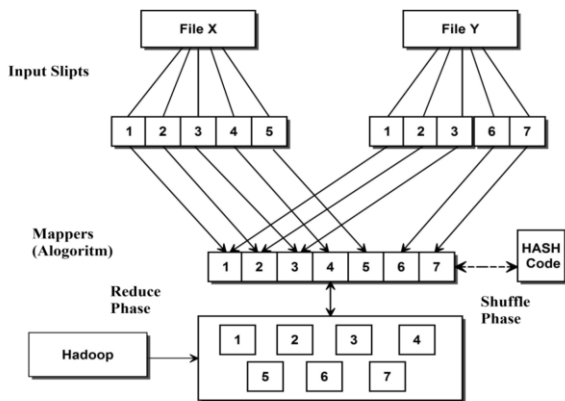 File X
File Y
Input Slipts
1 2 3 4 5
1 2 3 6 7
Mappers
(Alogoritm)
1 2 3 4 5 6 7
HASH
Code
Reduce
Phase
Shuffle
Phase
Hadoop
1 2 3 4
5 6 7